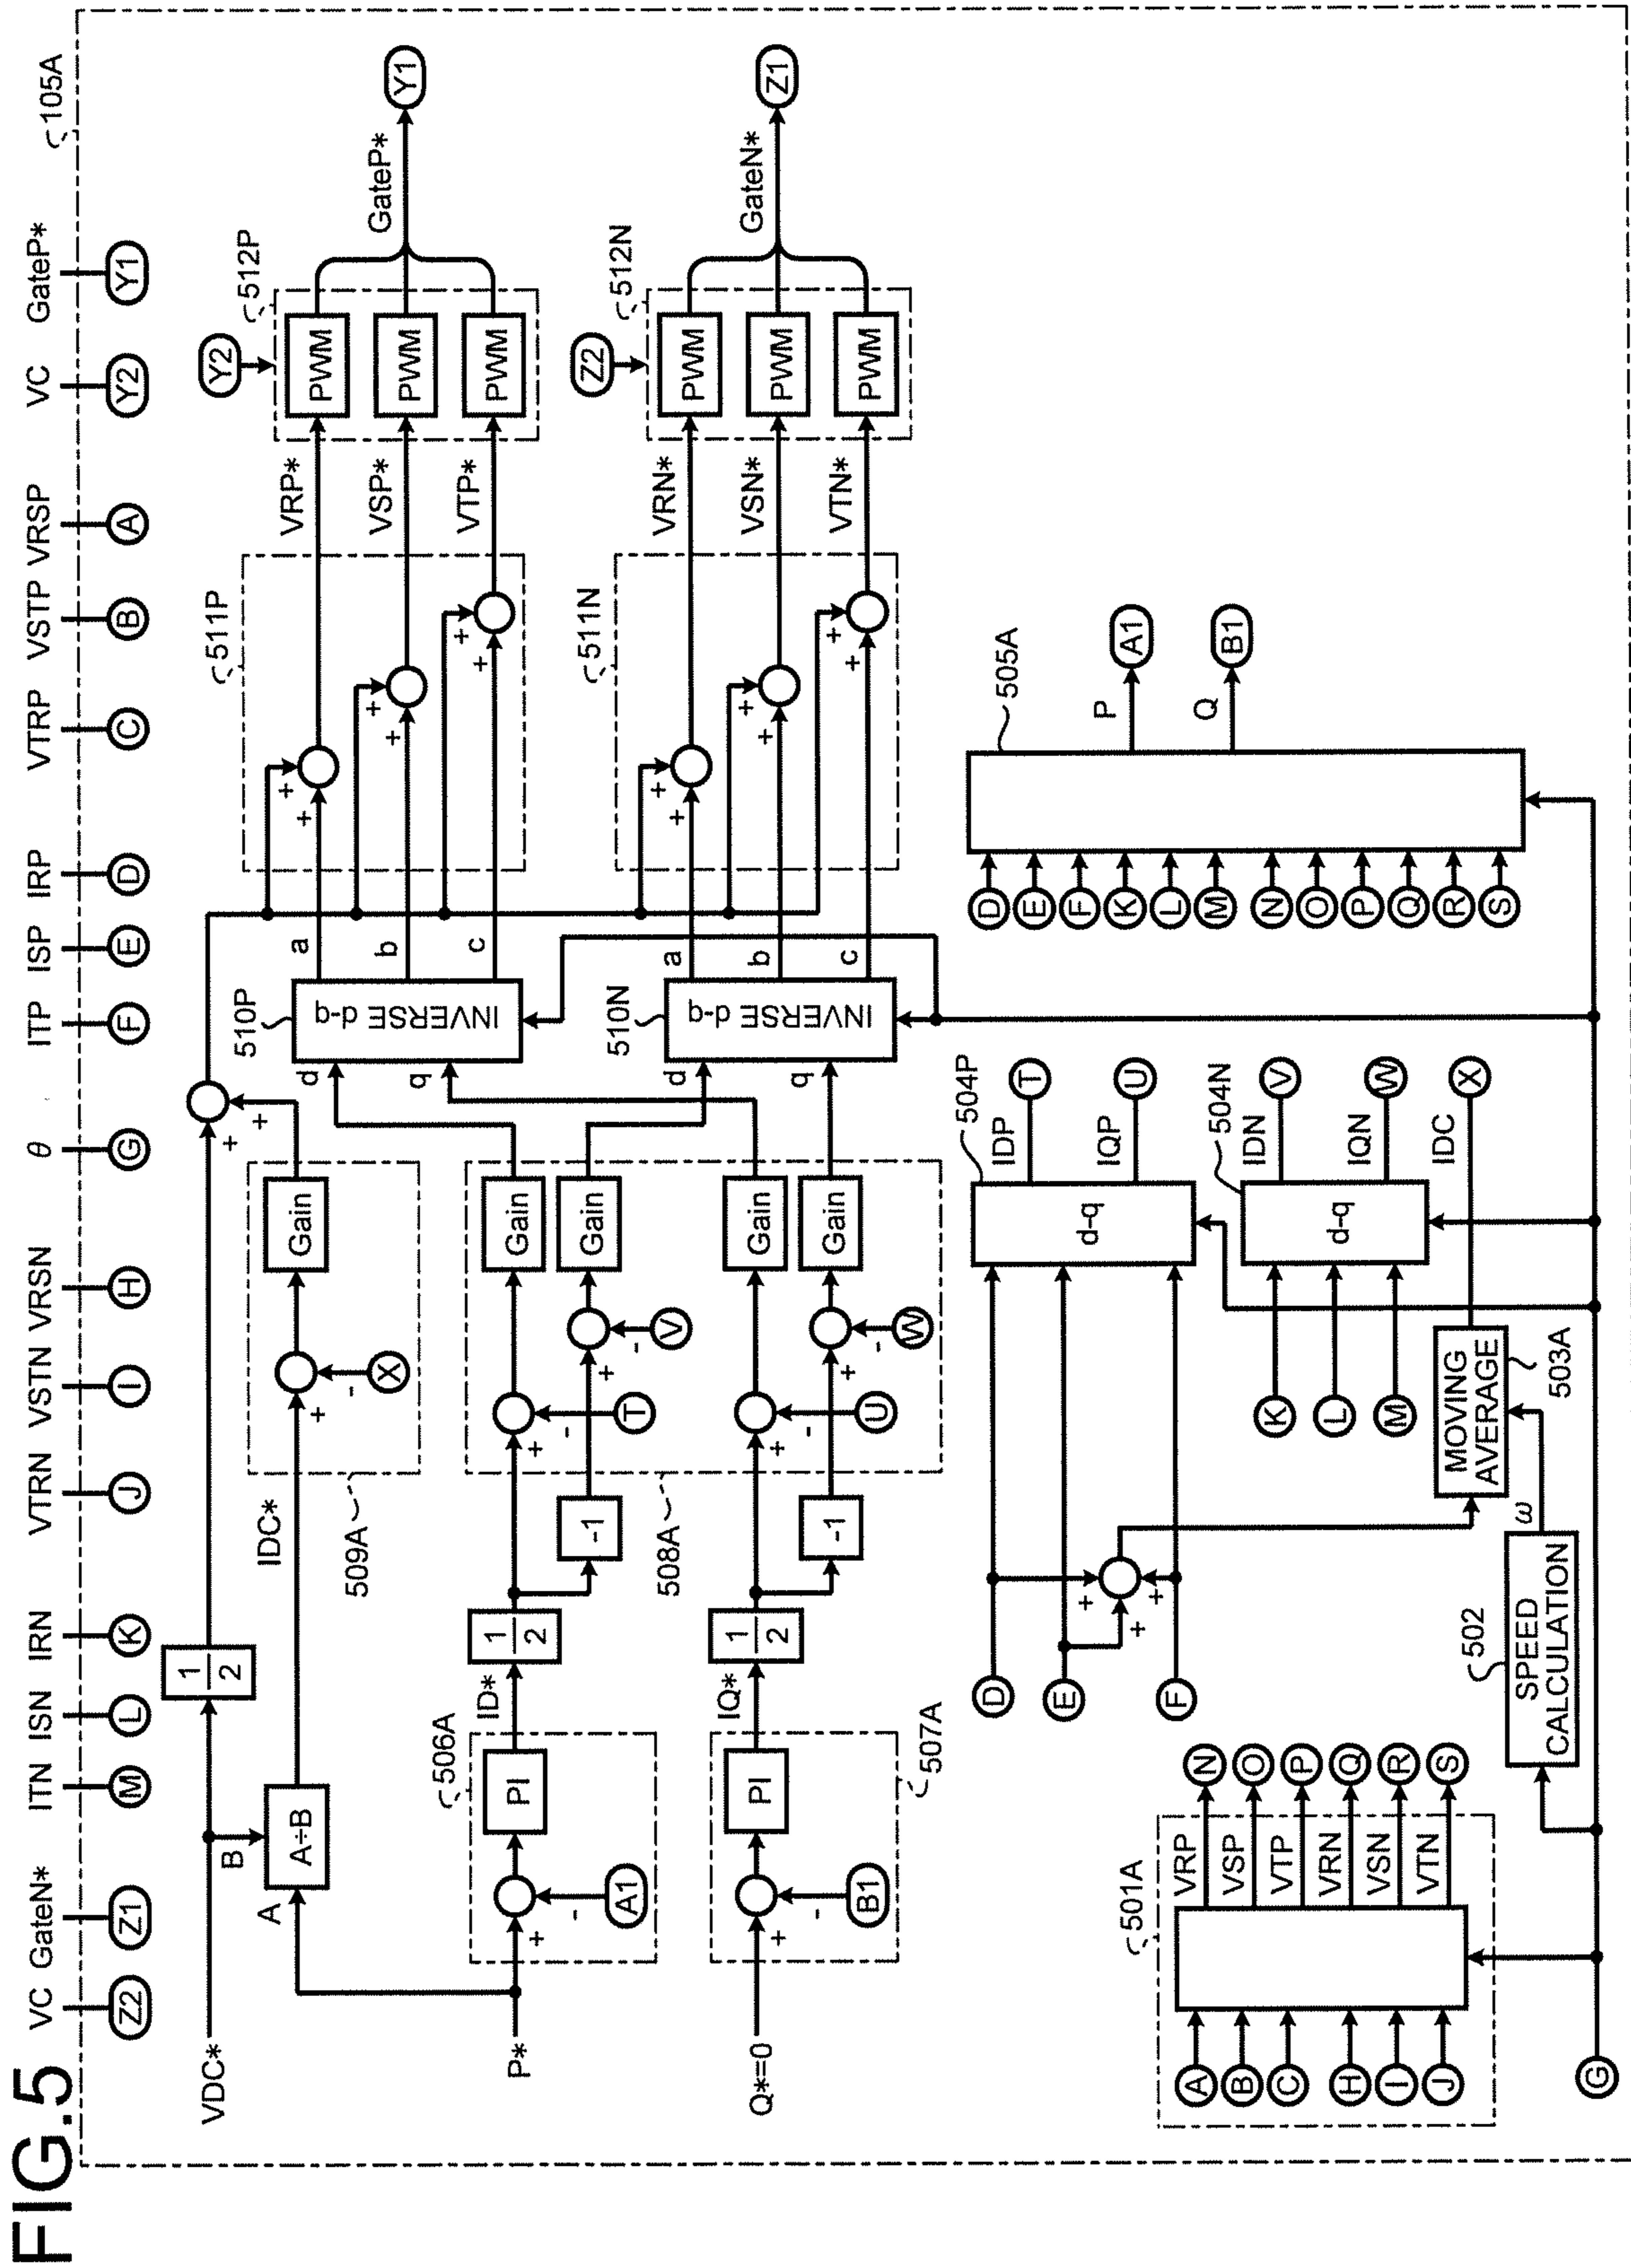 FIG.5
105A
VC GateN* ITN ISN IRN VTRN VSTN VRSN θ ITP ISP IRP VTRP VSTP VRSP VC GateP*
Z2 Z1 M L K J I H G F E D C B A Y2 Y1
VDC*
1
2
+
+
B
A
A÷B
IDC*
+
-
X
Gain
509A
P*
+
-
A1
PI
506A
ID*
1
2
-1
+
-
T
Gain
+
-
V
Gain
508A
Q*=0
+
-
B1
PI
507A
IQ*
1
2
-1
+
-
U
Gain
+
-
W
Gain
510P
d
q
INVERSE d-q
a
b
c
511P
+
+
+
+
+
+
VRP*
VSP*
VTP*
Y2
512P
PWM
PWM
PWM
GateP*
Y1
510N
d
q
INVERSE d-q
a
b
c
511N
+
+
+
+
+
+
VRN*
VSN*
VTN*
Z2
512N
PWM
PWM
PWM
GateN*
Z1
501A
A
B
C
H
I
J
VRP
VSP
VTP
VRN
VSN
VTN
N
O
P
Q
R
S
G
502
SPEED
CALCULATION
ω
MOVING
AVERAGE
503A
D
E
F
+
+
+
504P
d-q
IDP
T
IQP
U
K
L
M
504N
d-q
IDN
V
IQN
W
IDC
X
D
E
F
K
L
M
N
O
P
Q
R
S
505A
P
A1
Q
B1